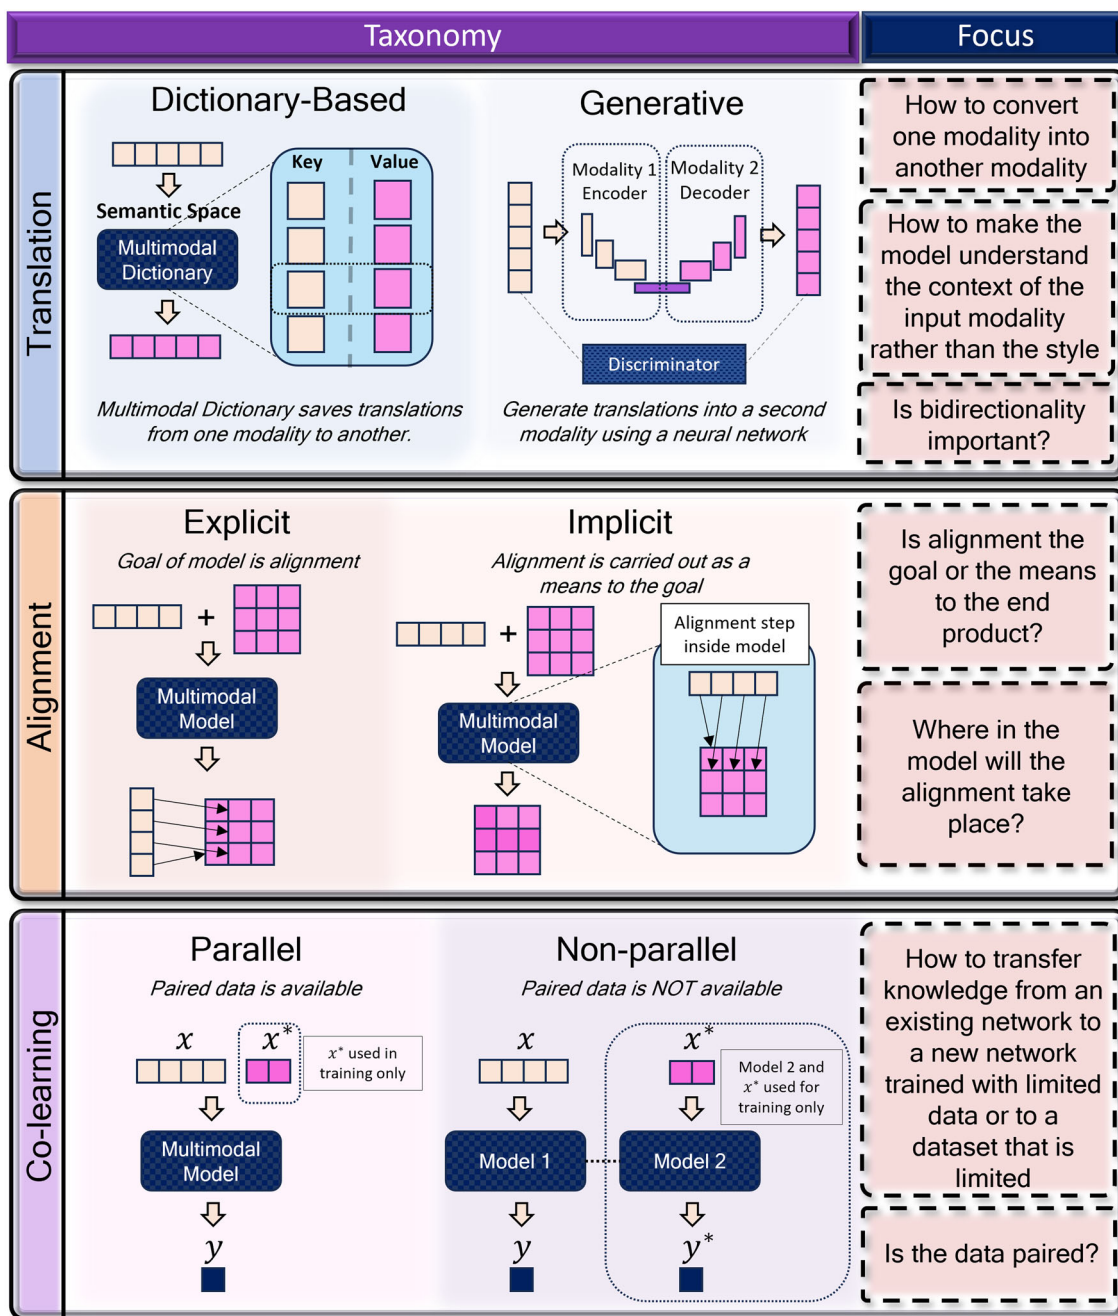 Taxonomy
Focus
Translation
Dictionary-Based
Semantic Space
Multimodal
Dictionary
Key
Value
Multimodal Dictionary saves translations
from one modality to another.
Generative
Modality 1
Encoder
Modality 2
Decoder
Discriminator
Generate translations into a second
modality using a neural network
How to convert
one modality into
another modality
How to make the
model understand
the context of the
input modality
rather than the style
Is bidirectionality
important?
Alignment
Explicit
Goal of model is alignment
+
Multimodal
Model
Implicit
Alignment is carried out as a
means to the goal
+
Multimodal
Model
Alignment step
inside model
Is alignment the
goal or the means
to the end
product?
Where in the
model will the
alignment take
place?
Co-learning
Parallel
Paired data is available
x
x*
x* used in
training only
Multimodal
Model
y
Non-parallel
Paired data is NOT available
x
x*
Model 2 and
x* used for
training only
Model 1
Model 2
y
y*
How to transfer
knowledge from an
existing network to
a new network
trained with limited
data or to a
dataset that is
limited
Is the data paired?